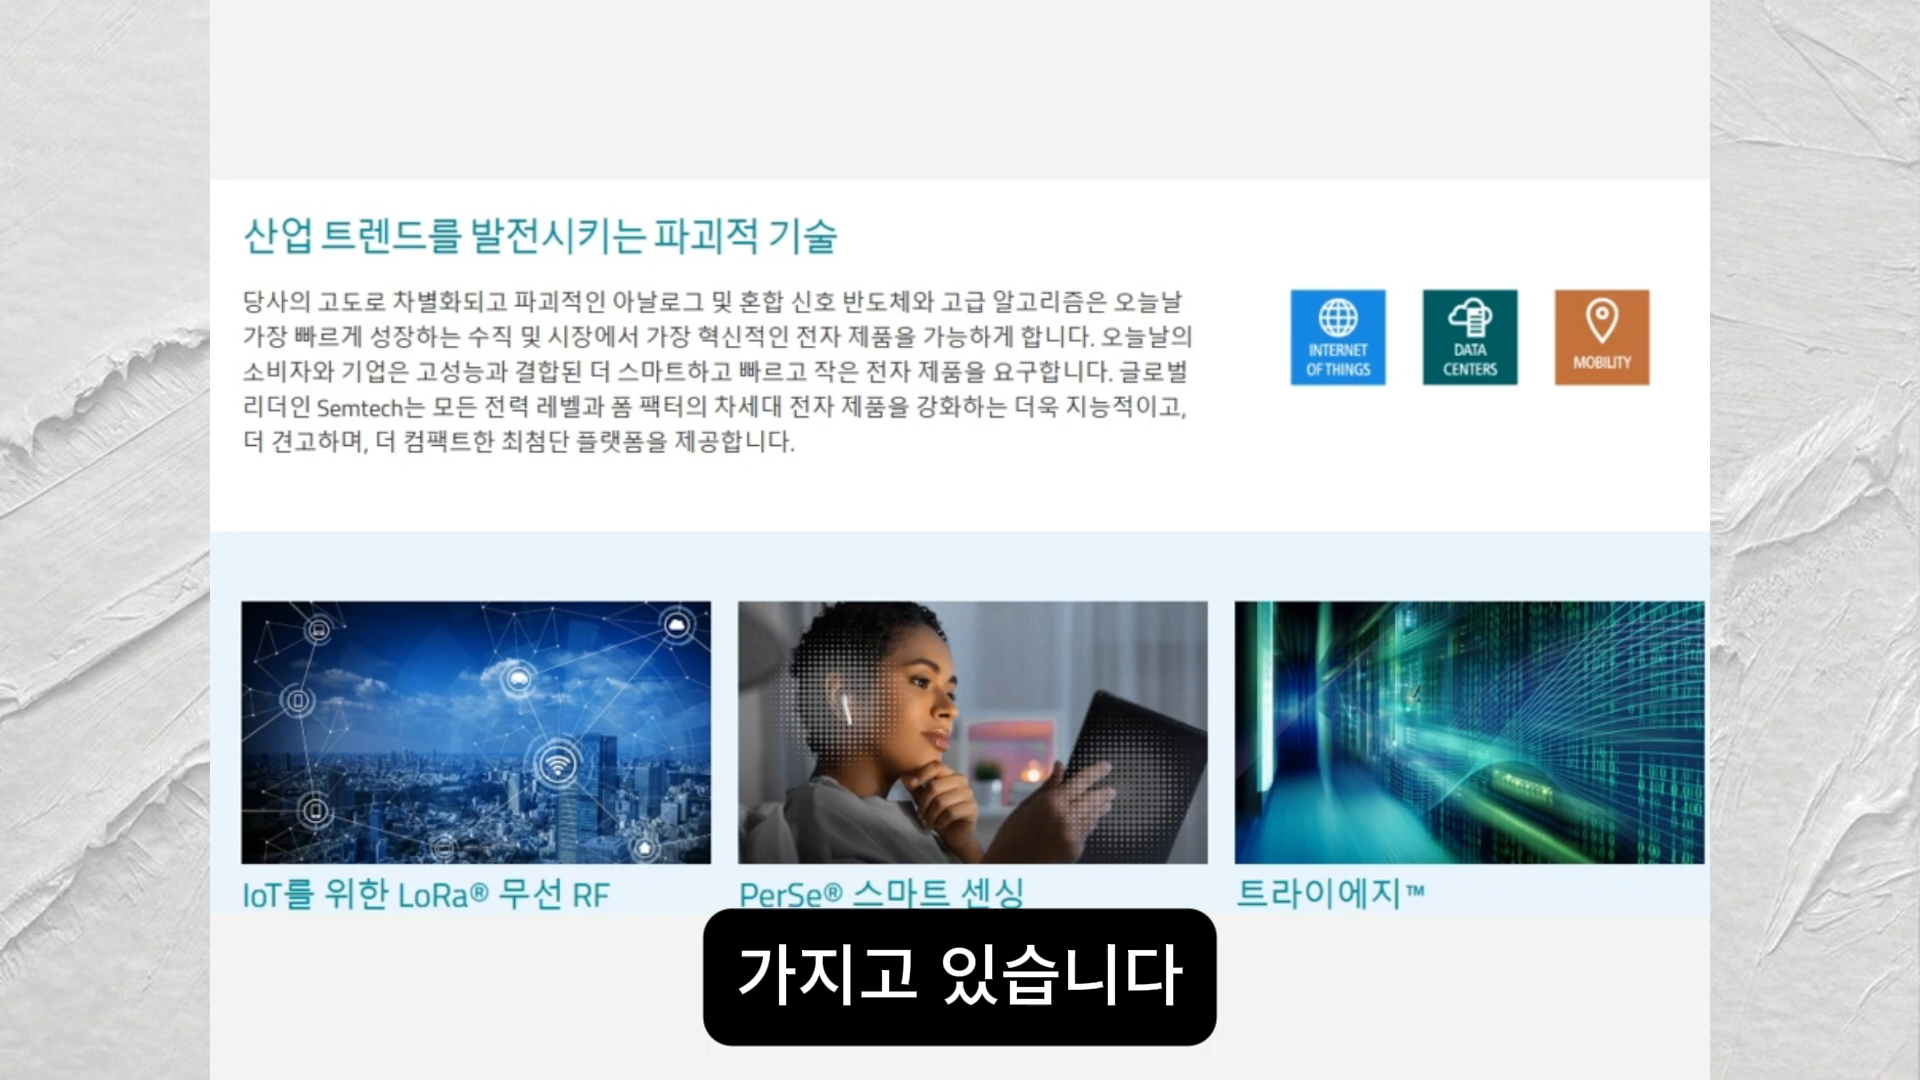 산업 트렌드를 발전시키는 파괴적 기술
당사의 고도로 차별화되고 파괴적인 아날로그 및 혼합 신호 반도체와 고급 알고리즘은 오늘날
가장 빠르게 성장하는 수직 및 시장에서 가장 혁신적인 전자 제품을 가능하게 합니다. 오늘날의
소비자와 기업은 고성능과 결합된 더 스마트하고 빠르고 작은 전자 제품을 요구합니다. 글로벌
리더인 Semtech는 모든 전력 레벨과 폼 팩터의 차세대 전자 제품을 강화하는 더욱 지능적이고,
더 견고하며, 더 컴팩트한 최첨단 플랫폼을 제공합니다.
INTERNET
OF THINGS
DATA
CENTERS
MOBILITY
IoT를 위한 LoRa® 무선 RF
PerSe® 스마트 센싱
트라이에지™
가지고 있습니다